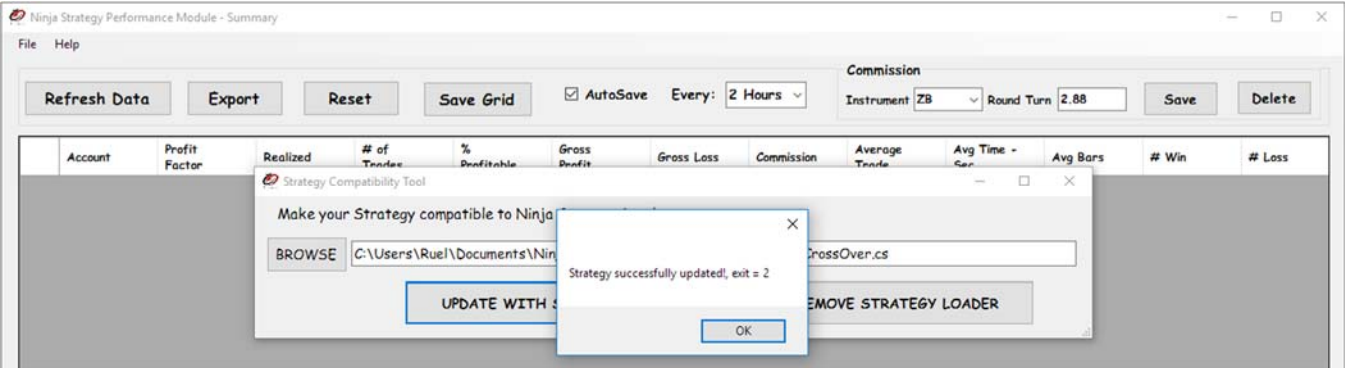 Ninja Strategy Performance Module - Summary
File Help
Commission
Refresh Data Export Reset Save Grid AutoSave Every: 2 Hours Instrument ZB Round Turn 2.88 Save Delete
Account Profit Factor Realized # of Trades % Profitable Gross Profit Gross Loss Commission Average Trade Avg Time - Sec Avg Bars # Win # Loss
Strategy Compatibility Tool
Make your Strategy compatible to Ninja
BROWSE C:\Users\Ruel\Documents\Nin CrossOver.cs
Strategy successfully updated!, exit = 2
UPDATE WITH EMOVE STRATEGY LOADER
OK